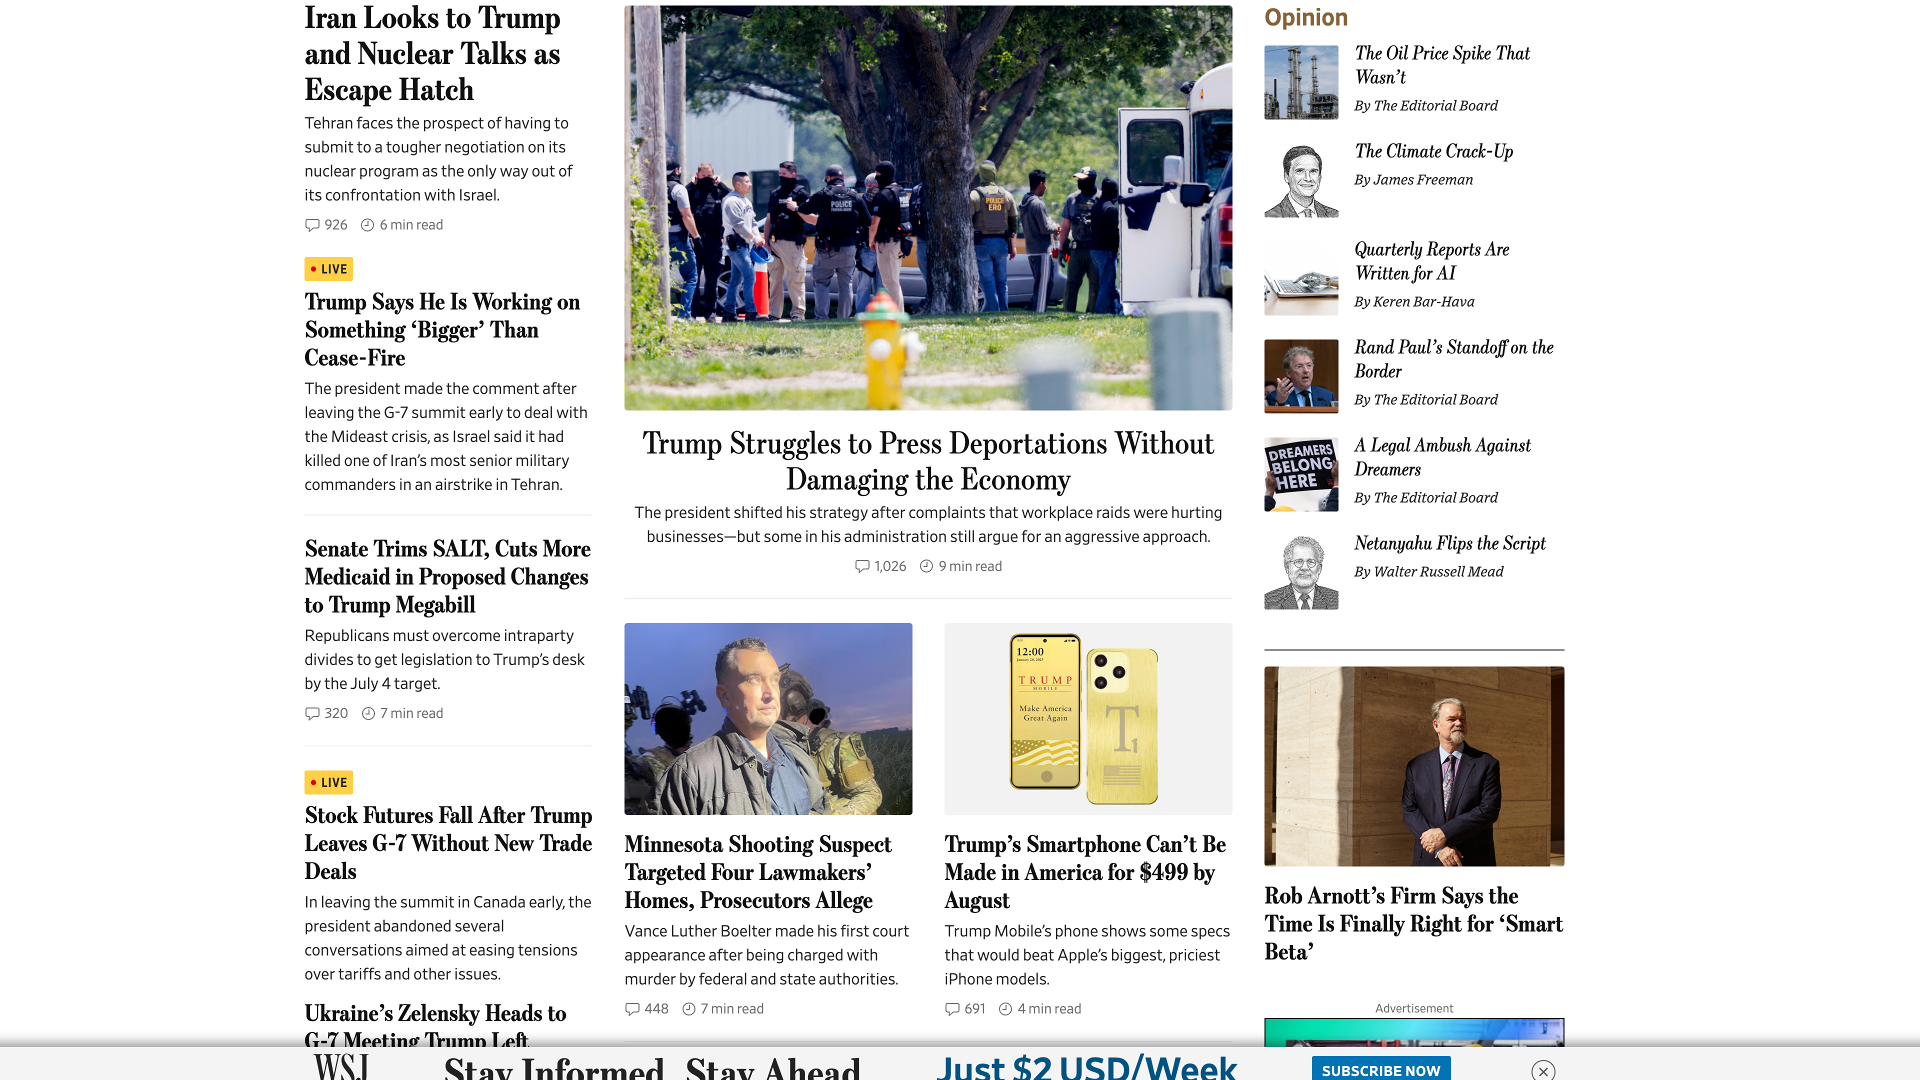 Iran Looks to Trump
and Nuclear Talks as
Escape Hatch
Tehran faces the prospect of having to
submit to a tougher negotiation on its
nuclear program as the only way out of
its confrontation with Israel.
926 6 min read
LIVE
Trump Says He Is Working on
Something ‘Bigger’ Than
Cease-Fire
The president made the comment after
leaving the G-7 summit early to deal with
the Mideast crisis, as Israel said it had
killed one of Iran’s most senior military
commanders in an airstrike in Tehran.
Senate Trims SALT, Cuts More
Medicaid in Proposed Changes
to Trump Megabill
Republicans must overcome intraparty
divides to get legislation to Trump’s desk
by the July 4 target.
320 7 min read
LIVE
Stock Futures Fall After Trump
Leaves G-7 Without New Trade
Deals
In leaving the summit in Canada early, the
president abandoned several
conversations aimed at easing tensions
over tariffs and other issues.
Ukraine’s Zelensky Heads to
G-7 Meeting Trump Left
POLICE
POLICE
ERO
Trump Struggles to Press Deportations Without
Damaging the Economy
The president shifted his strategy after complaints that workplace raids were hurting
businesses—but some in his administration still argue for an aggressive approach.
1,026 9 min read
Minnesota Shooting Suspect
Targeted Four Lawmakers’
Homes, Prosecutors Allege
Vance Luther Boelter made his first court
appearance after being charged with
murder by federal and state authorities.
448 7 min read
12:00
TRUMP
MOBILE
Make America
Great Again
T1
Trump’s Smartphone Can’t Be
Made in America for $499 by
August
Trump Mobile’s phone shows some specs
that would beat Apple’s biggest, priciest
iPhone models.
691 4 min read
Opinion
The Oil Price Spike That
Wasn’t
By The Editorial Board
The Climate Crack-Up
By James Freeman
Quarterly Reports Are
Written for AI
By Keren Bar-Hava
Rand Paul’s Standoff on the
Border
By The Editorial Board
DREAMERS
BELONG
HERE
A Legal Ambush Against
Dreamers
By The Editorial Board
Netanyahu Flips the Script
By Walter Russell Mead
Rob Arnott’s Firm Says the
Time Is Finally Right for ‘Smart
Beta’
Advertisement
WSJ
Stay Informed. Stay Ahead
Just $2 USD/Week
SUBSCRIBE NOW